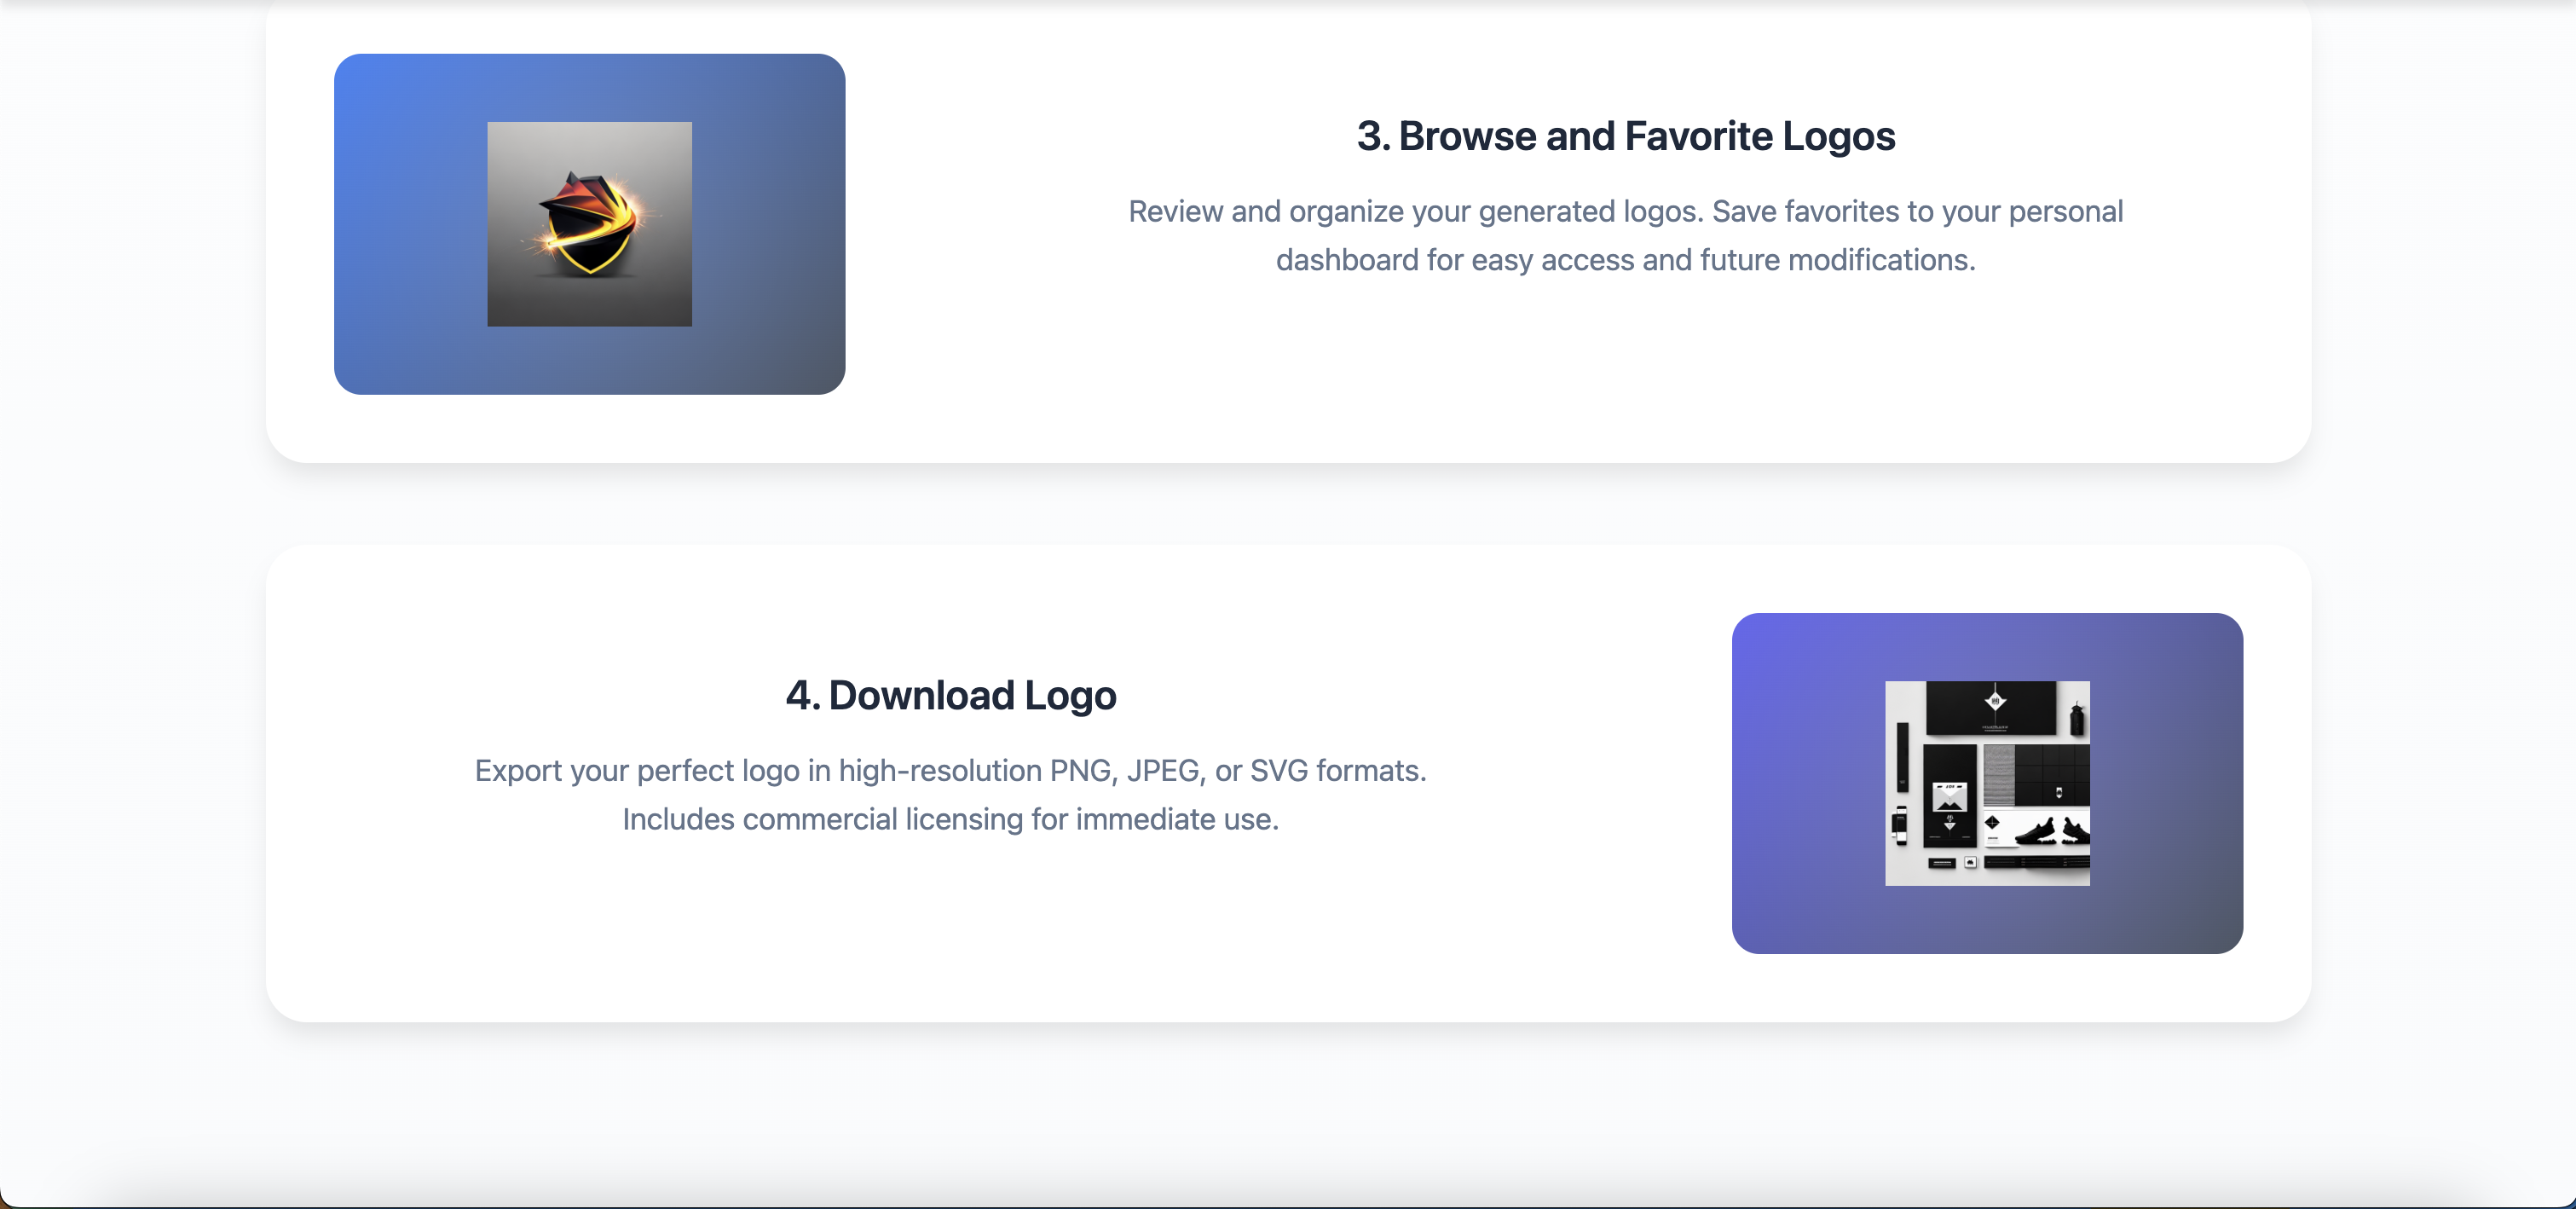 3. Browse and Favorite Logos
Review and organize your generated logos. Save favorites to your personal
dashboard for easy access and future modifications.
4. Download Logo
Export your perfect logo in high-resolution PNG, JPEG, or SVG formats.
Includes commercial licensing for immediate use.